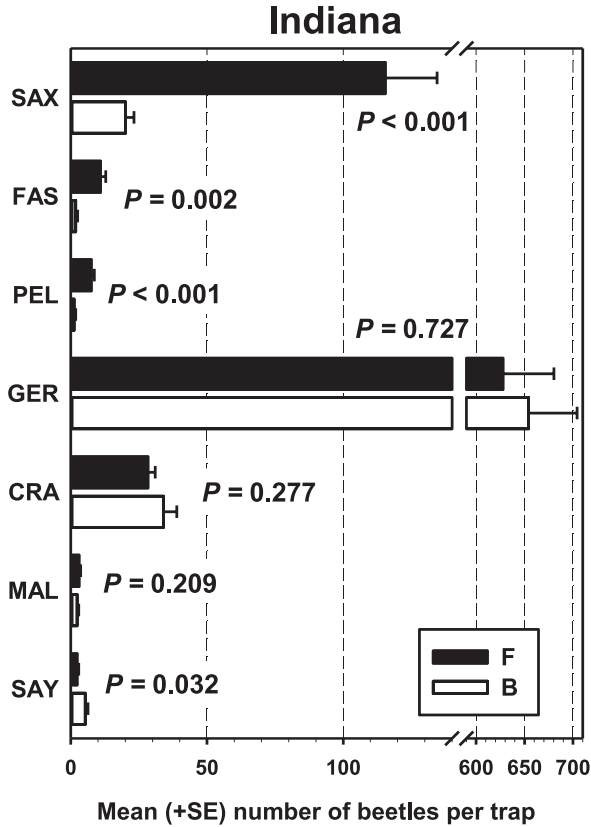 Indiana
SAX
P < 0.001
FAS
P = 0.002
PEL
P < 0.001
P = 0.727
GER
CRA
P = 0.277
MAL
P = 0.209
SAY
P = 0.032
F
B
0 50 100 600 650 700
Mean (+SE) number of beetles per trap